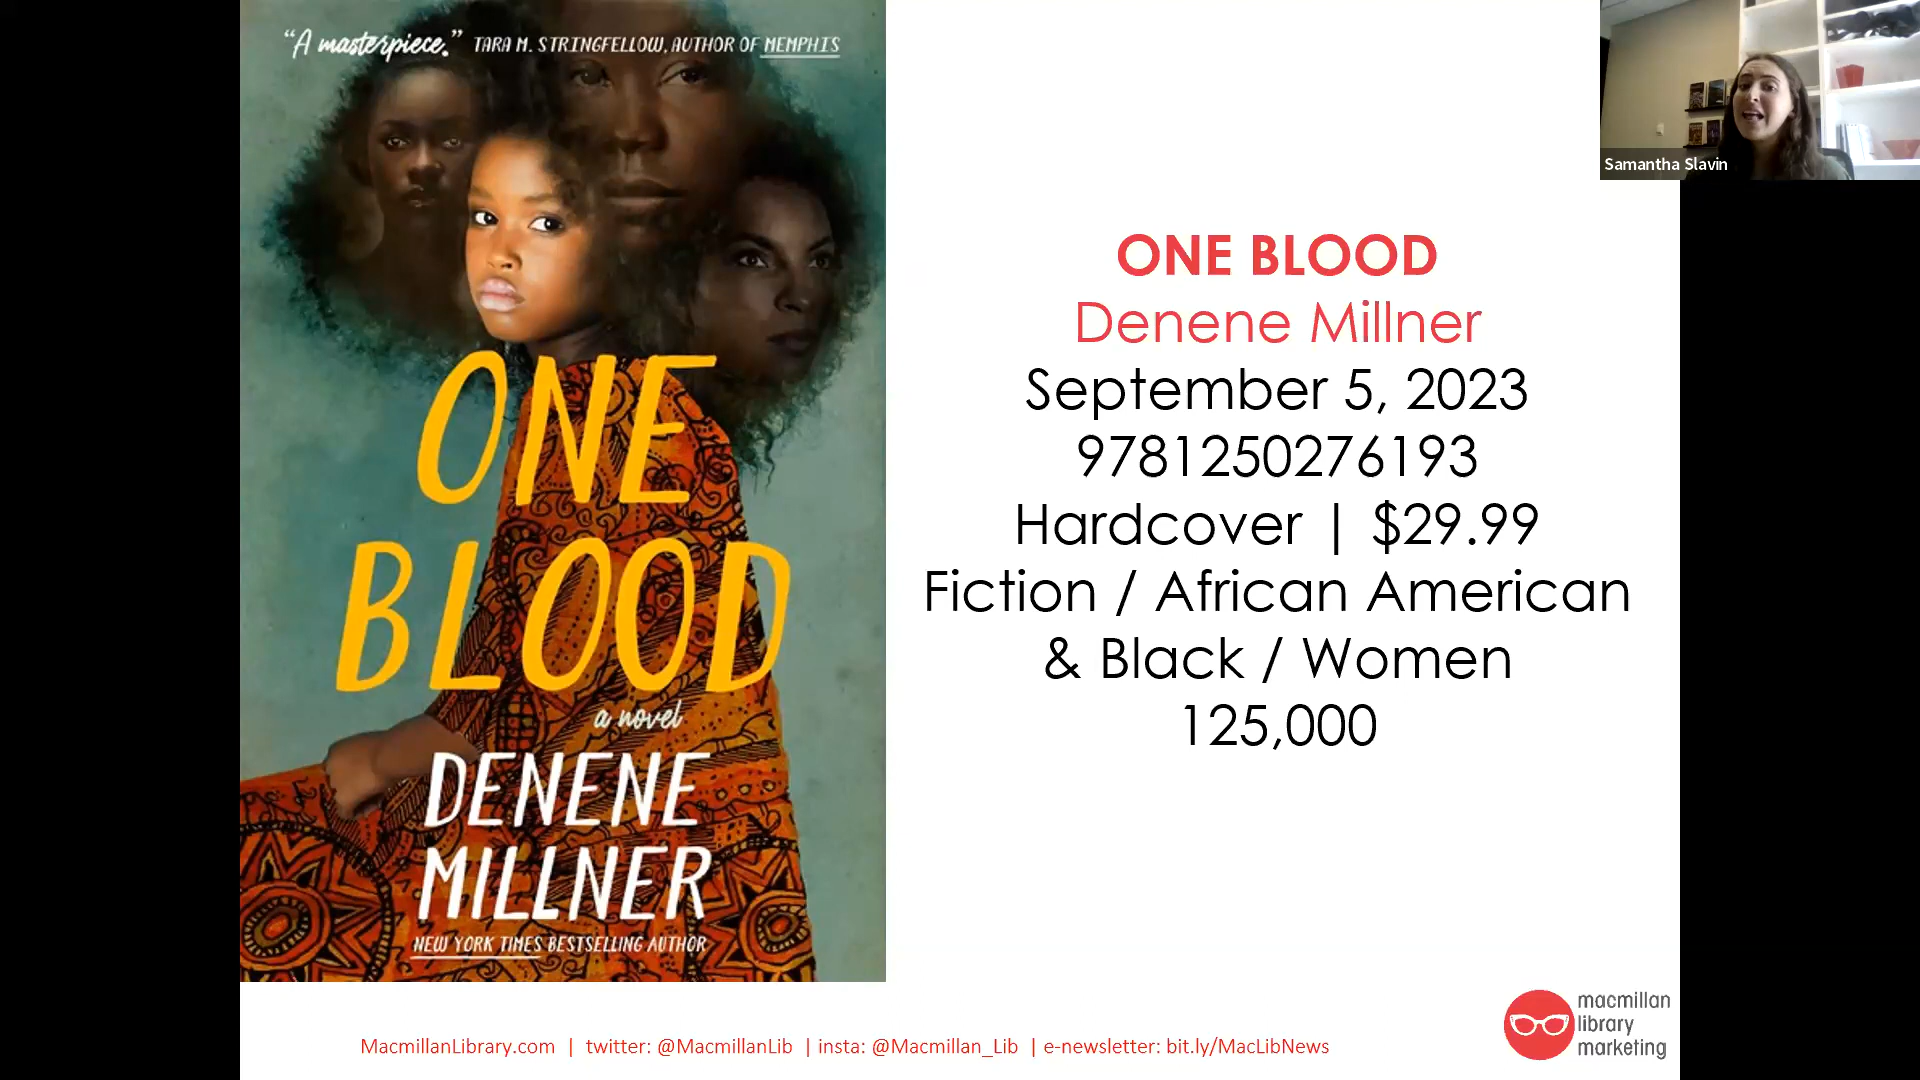 “A masterpiece.” TARA M. STRINGFELLOW, AUTHOR OF MEMPHIS
ONE
BLOOD
a novel
DENENE
MILLNER
NEW YORK TIMES BESTSELLING AUTHOR
Samantha Slavin
ONE BLOOD
Denene Millner
September 5, 2023
9781250276193
Hardcover | $29.99
Fiction / African American
& Black / Women
125,000
MacmillanLibrary.com | twitter: @MacmillanLib | insta: @Macmillan_Lib | e-newsletter: bit.ly/MacLibNews
macmillan
library
marketing